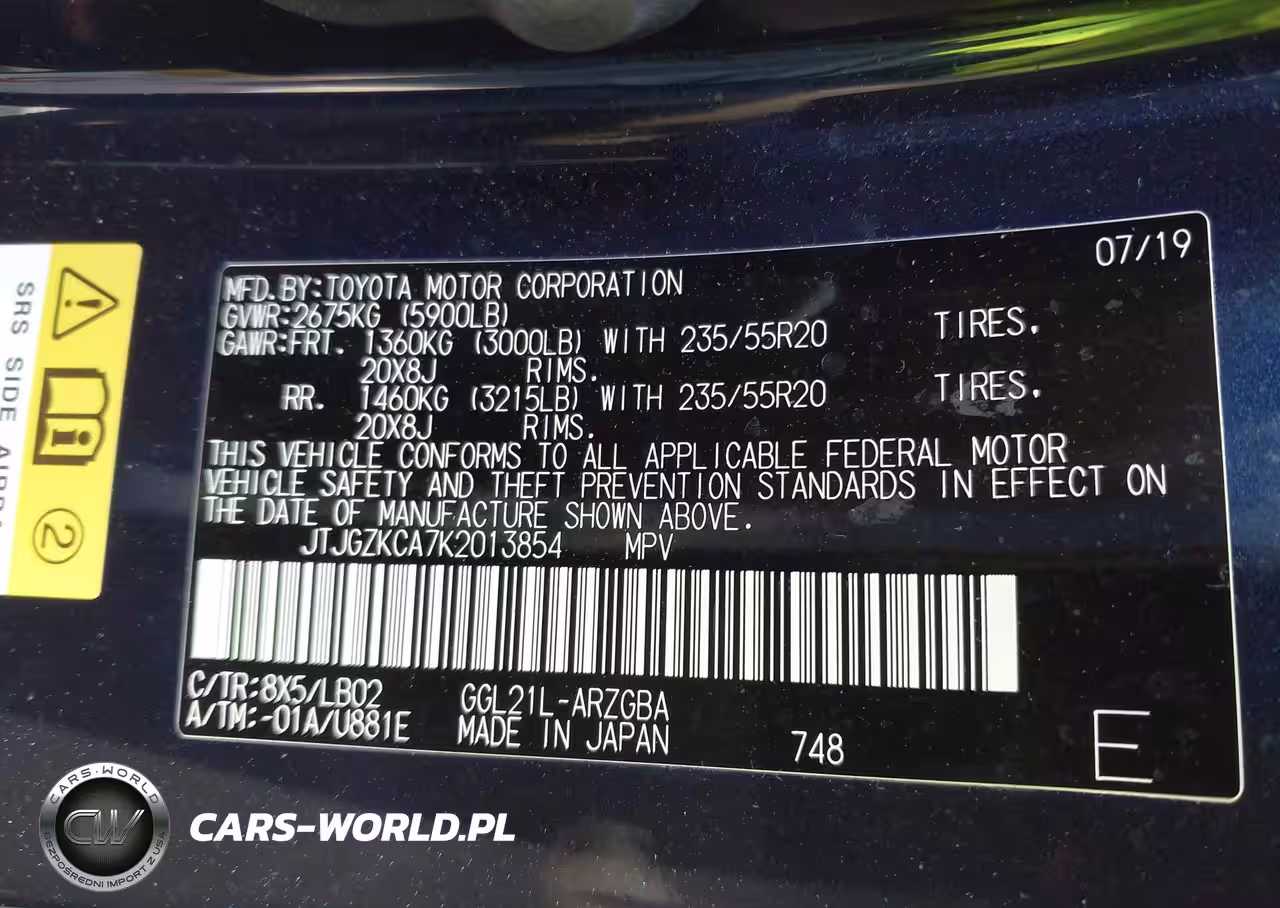 07/19
MFD.BY:TOYOTA MOTOR CORPORATION
GVWR:2675KG (5900LB)
GAWR:FRT. 1360KG (3000LB) WITH 235/55R20 TIRES.
20X8J RIMS.
RR. 1460KG (3215LB) WITH 235/55R20 TIRES.
20X8J RIMS.
THIS VEHICLE CONFORMS TO ALL APPLICABLE FEDERAL MOTOR
VEHICLE SAFETY AND THEFT PREVENTION STANDARDS IN EFFECT ON
THE DATE OF MANUFACTURE SHOWN ABOVE.
JTJGZKCA7K2013854 MPV
C/TR:8X5/LB02 GGL21L-ARZGBA
A/TM:-01A/U881E MADE IN JAPAN 748 E
SRS SIDE
2
CARS-WORLD
CW
BEZPOŚREDNI IMPORT Z USA
CARS-WORLD.PL